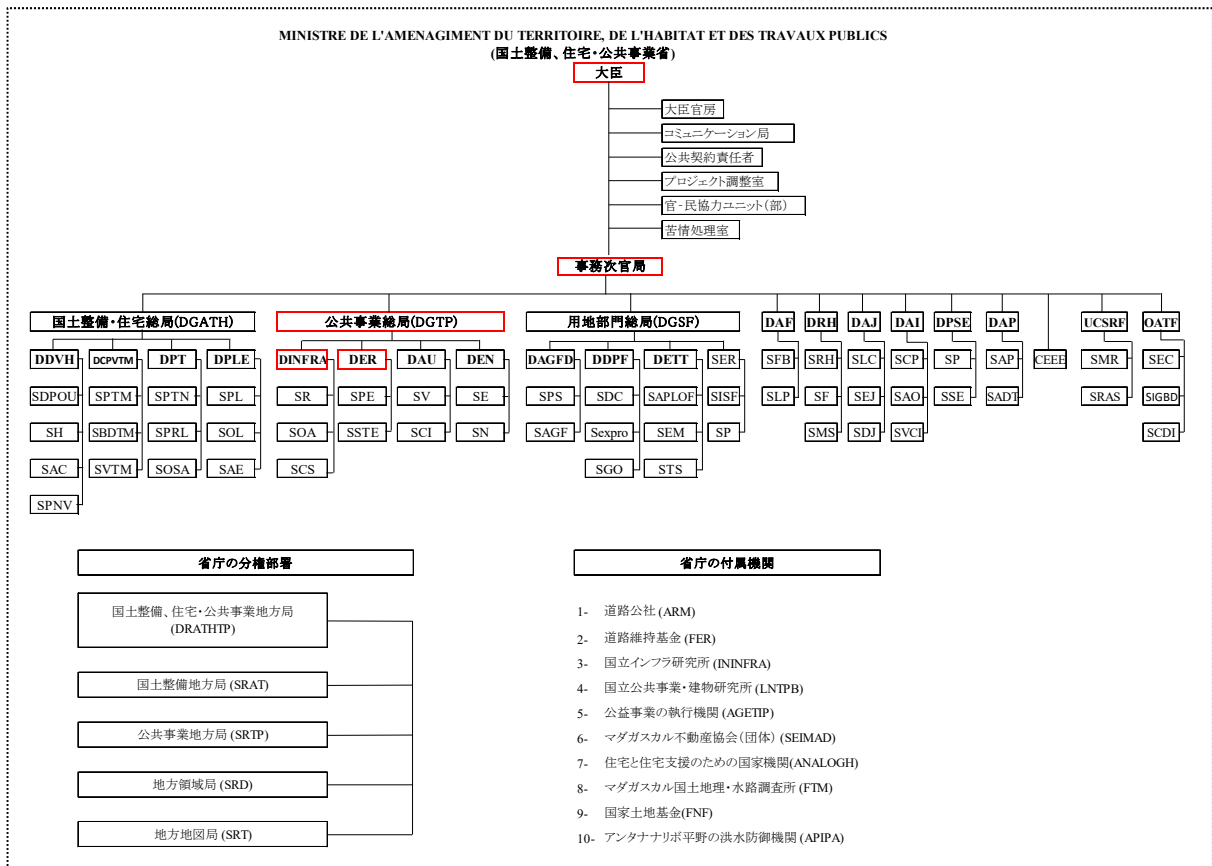 MINISTRE DE L'AMENAGIMENT DU TERRITOIRE, DE L'HABITAT ET DES TRAVAUX PUBLICS
(国土整備、住宅・公共事業省)
大臣
大臣官房
コミュニケーション局
公共契約責任者
プロジェクト調整室
官-民協力ユニット(部)
苦情処理室
事務次官局
国土整備・住宅総局(DGATH) 公共事業総局(DGTP) 用地部門総局(DGSF) DAF DRH DAJ DAI DPSE DAP UCSRF OATF
DDVH DCPVTM DPT DPLE DINFRA DER DAU DEN DAGFD DDPF DETT SER SFB SRH SLC SCP SP SAP CEEE SMR SEC
SDPOU SPTM SPTN SPL SR SPE SV SE SPS SDC SAPLOF SISF SLP SF SEJ SAO SSE SADT SRAS SIGBD
SH SBDTM SPRL SOL SOA SSTE SCI SN SAGF Sexpro SEM SP SMS SDJ SVCI SCDI
SAC SVTM SOSA SAE SCS SGO STS
SPNV
省庁の分権部署
国土整備、住宅・公共事業地方局
(DRATHTP)
国土整備地方局 (SRAT)
公共事業地方局 (SRTP)
地方領域局 (SRD)
地方地図局 (SRT)
省庁の付属機関
1- 道路公社 (ARM)
2- 道路維持基金 (FER)
3- 国立インフラ研究所 (ININFRA)
4- 国立公共事業・建物研究所 (LNTPB)
5- 公益事業の執行機関 (AGETIP)
6- マダガスカル不動産協会(団体) (SEIMAD)
7- 住宅と住宅支援のための国家機関(ANALOGH)
8- マダガスカル国土地理・水路調査所 (FTM)
9- 国家土地基金(FNF)
10- アンタナナリボ平野の洪水防御機関 (APIPA)